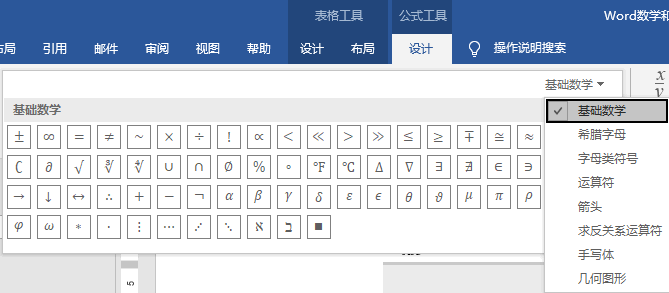 表格工具 公式工具 Word数学和
布局 引用 邮件 审阅 视图 帮助 设计 布局 设计 操作说明搜索
基础数学
x/y
基础数学
± ∞ = ≠ ~ × ÷ ! ∝ < ≪ > ≫ ≤ ≥ ∓ ≅ ≈
∁ ∂ √ ∛ ∜ ∪ ∩ ∅ % ° ℉ ℃ ∆ ∇ ∃ ∄ ∈ ∋
→ ↓ ↔ ∴ + − ¬ α β γ δ ε ϵ θ ϑ μ π ρ
φ ω ∗ ∙ ⋮ ⋯ ⋰ ⋱ ℵ ℶ ■
基础数学
希腊字母
字母类符号
运算符
箭头
求反关系运算符
手写体
几何图形
5